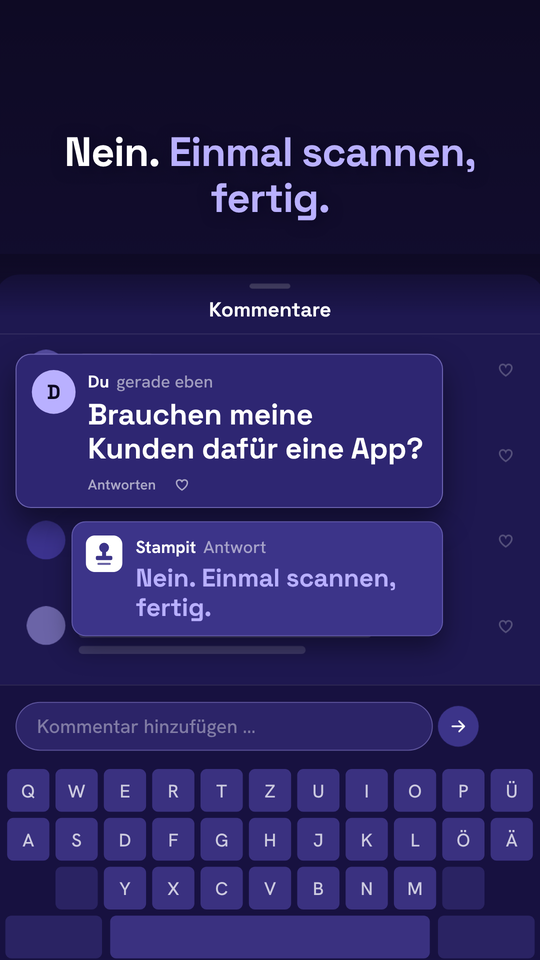 Nein. Einmal scannen,
fertig.
Kommentare
D
Du gerade eben
Brauchen meine
Kunden dafür eine App?
Antworten
Stampit Antwort
Nein. Einmal scannen,
fertig.
Kommentar hinzufügen ...
Q W E R T Z U I O P Ü
A S D F G H J K L Ö Ä
Y X C V B N M